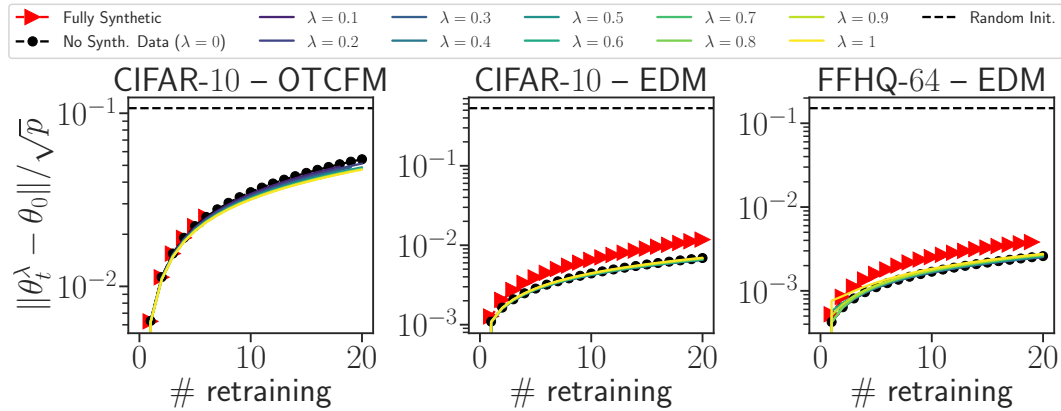 Fully Synthetic λ = 0.1 λ = 0.3 λ = 0.5 λ = 0.7 λ = 0.9 Random Init.
No Synth. Data (λ=0) λ = 0.2 λ = 0.4 λ = 0.6 λ = 0.8 λ = 1
CIFAR-10 – OTCFM CIFAR-10 – EDM FFHQ-64 – EDM
||θ_t^λ − θ_0||/√p
10^{-1} 10^{-1} 10^{-1}
10^{-2} 10^{-2} 10^{-2}
10^{-3} 10^{-3}
0 10 20 0 10 20 0 10 20
# retraining # retraining # retraining